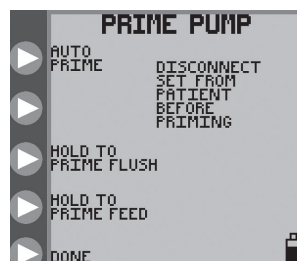 PRIME PUMP
AUTO
PRIME
DISCONNECT
SET FROM
PATIENT
BEFORE
PRIMING
HOLD TO
PRIME FLUSH
HOLD TO
PRIME FEED
DONE